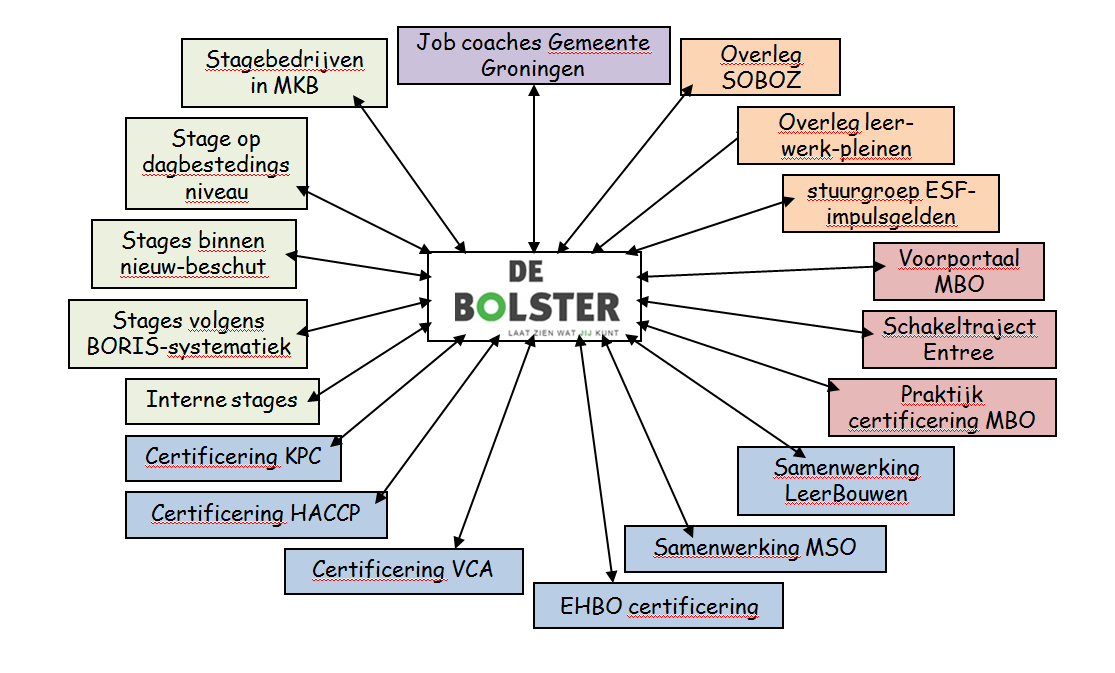 Job coaches Gemeente
Groningen
Stagebedrijven
in MKB
Overleg
SOBOZ
Overleg leer-
werk-pleinen
Stage op
dagbestedings
niveau
stuurgroep ESF-
impulsgelden
Stages binnen
nieuw-beschut
Voorportaal
MBO
DE
BOLSTER
LAAT ZIEN WAT JIJ KUNT
Stages volgens
BORIS-systematiek
Schakeltraject
Entree
Interne stages
Praktijk
certificering MBO
Certificering KPC
Samenwerking
LeerBouwen
Certificering HACCP
Samenwerking MSO
Certificering VCA
EHBO certificering